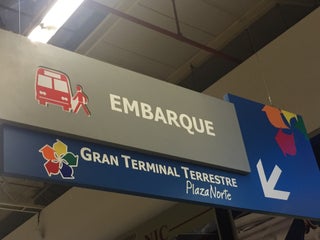 EMBARQUE
GRAN TERMINAL TERRESTRE
PlazaNorte